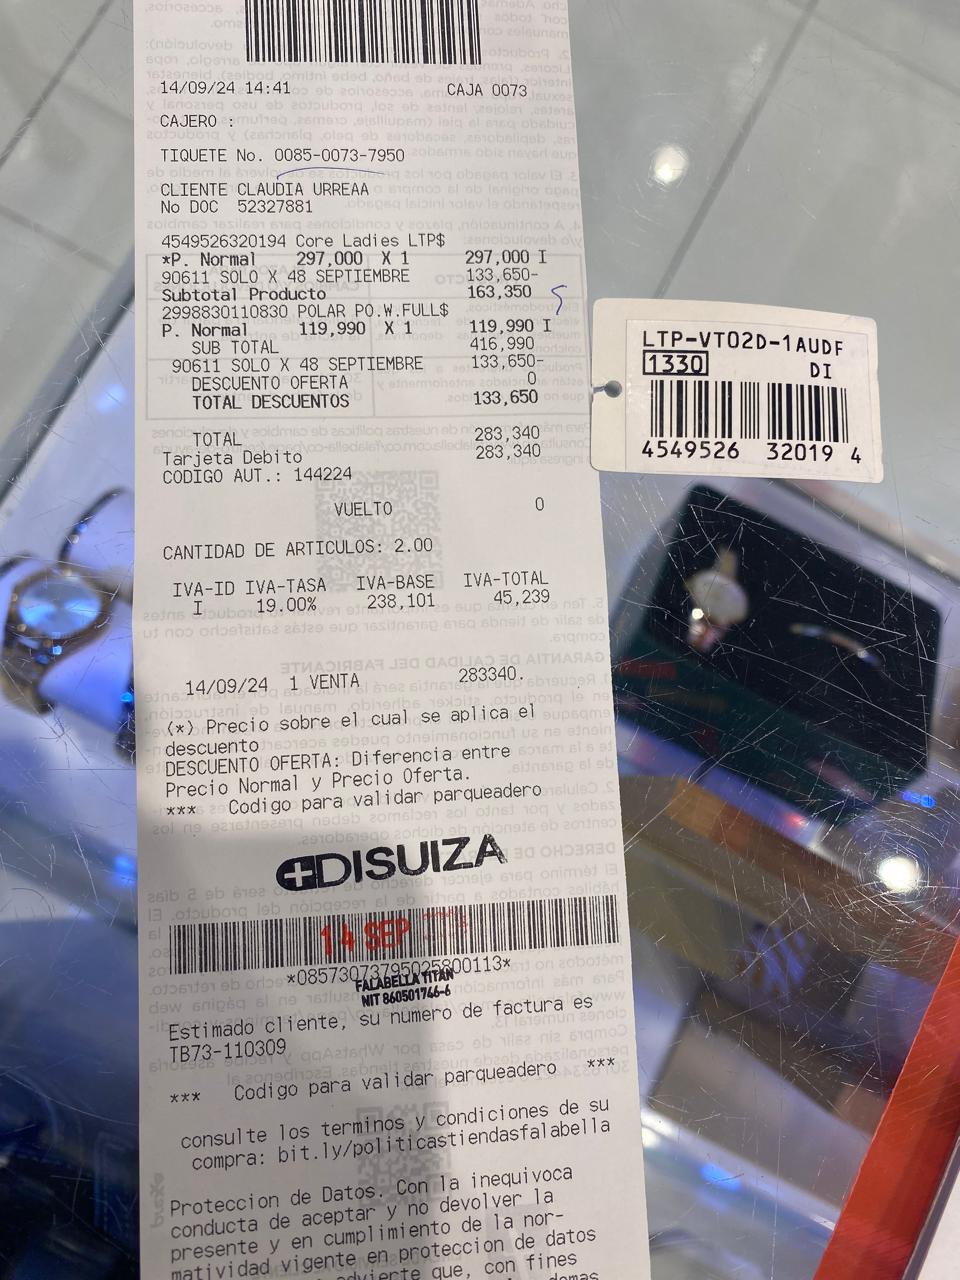 14/09/24 14:41 CAJA 0073
CAJERO :
TIQUETE No. 0085-0073-7950
CLIENTE CLAUDIA URREAA
No DOC 52327881
4549526320194 Core Ladies LTP$
*P. Normal 297,000 X 1 297,000 I
90611 SOLO X 48 SEPTIEMBRE 133,650-
Subtotal Producto 163,350
2998830110830 POLAR PO.W.FULL$
P. Normal 119,990 X 1 119,990 I
SUB TOTAL 416,990
90611 SOLO X 48 SEPTIEMBRE 133,650-
DESCUENTO OFERTA 0
TOTAL DESCUENTOS 133,650
TOTAL 283,340
Tarjeta Debito 283,340
CODIGO AUT.: 144224
VUELTO 0
CANTIDAD DE ARTICULOS: 2.00
IVA-ID IVA-TASA IVA-BASE IVA-TOTAL
I 19.00% 238,101 45,239
14/09/24 1 VENTA 283340.
(*) Precio sobre el cual se aplica el
descuento
DESCUENTO OFERTA: Diferencia entre
Precio Normal y Precio Oferta.
*** Codigo para validar parqueadero
DISUIZA
14 SEP
*08573073795025800113*
FALABELLA TITAN
NIT 860501746-6
Estimado cliente, su numero de factura es
TB73-110309
*** Codigo para validar parqueadero ***
consulte los terminos y condiciones de su
compra: bit.ly/politicastiendasfalabella
Proteccion de Datos. Con la inequivoca
conducta de aceptar y no devolver la
presente y en cumplimiento de la nor-
matividad vigente en proteccion de datos
advierte que, con fines
LTP-VT02D-1AUDF
1330 DI
4549526 32019 4